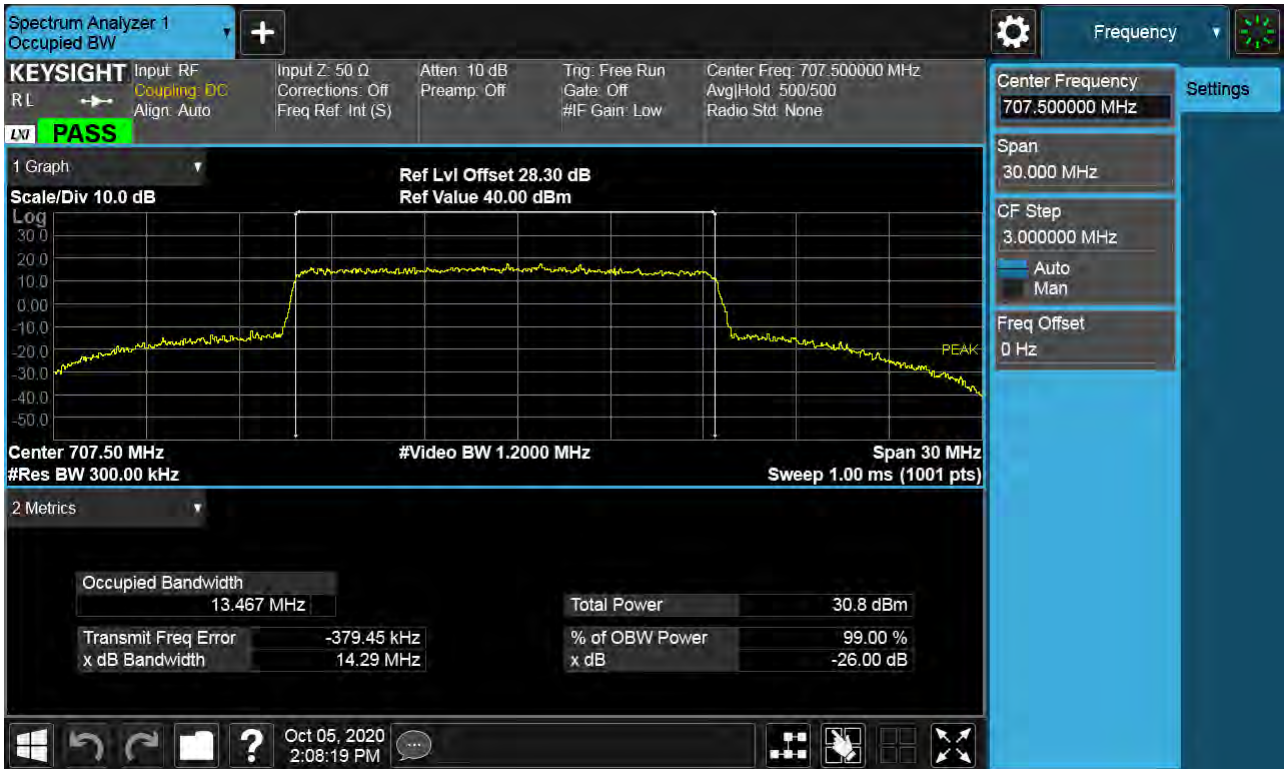 Spectrum Analyzer 1
Occupied BW
Frequency
KEYSIGHT
RL
LXI
PASS
Input: RF
Coupling: DC
Align: Auto
Input Z: 50 Ω
Corrections: Off
Freq Ref: Int (S)
Atten: 10 dB
Preamp: Off
Trig: Free Run
Gate: Off
#IF Gain: Low
Center Freq: 707.500000 MHz
Avg|Hold: 500/500
Radio Std: None
Center Frequency
707.500000 MHz
Settings
Span
30.000 MHz
CF Step
3.000000 MHz
Auto
Man
Freq Offset
0 Hz
1 Graph
Scale/Div 10.0 dB
Ref Lvl Offset 28.30 dB
Ref Value 40.00 dBm
Log
30.0
20.0
10.0
0.00
-10.0
-20.0
-30.0
-40.0
-50.0
PEAK
Center 707.50 MHz
#Video BW 1.2000 MHz
Span 30 MHz
#Res BW 300.00 kHz
Sweep 1.00 ms (1001 pts)
2 Metrics
Occupied Bandwidth
13.467 MHz
Total Power 30.8 dBm
Transmit Freq Error -379.45 kHz
% of OBW Power 99.00 %
x dB Bandwidth 14.29 MHz
x dB -26.00 dB
?
Oct 05, 2020
2:08:19 PM